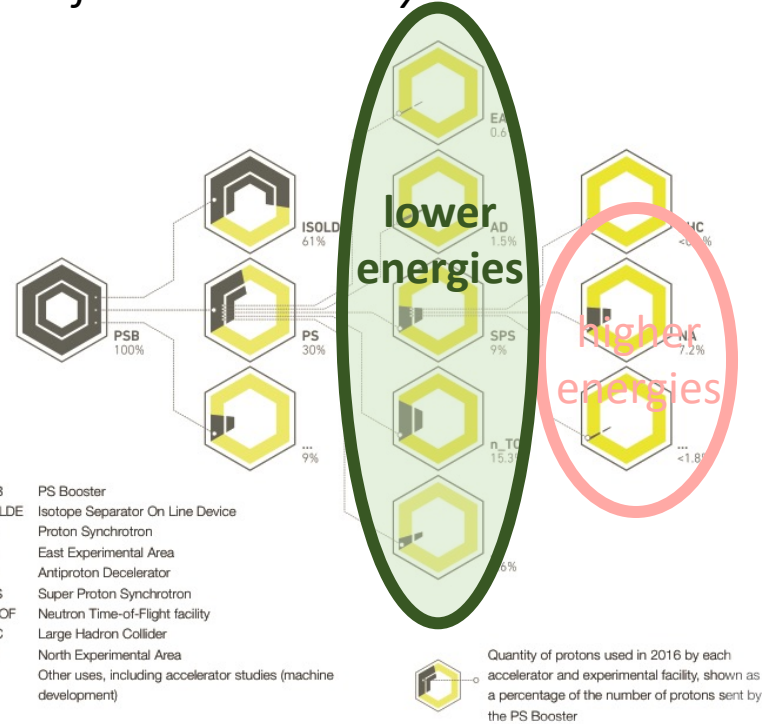 EA
0.6
lower
energies
ISOLD
61%
AD
1.5%
HC
PSB
100%
PS
30%
SPS
9%
higher
energies
NA
7.2%
...
9%
n_TO
15.3
...
<1.8
6%
PS Booster
LDE Isotope Separator On Line Device
Proton Synchrotron
East Experimental Area
Antiproton Decelerator
S Super Proton Synchrotron
OF Neutron Time-of-Flight facility
C Large Hadron Collider
North Experimental Area
Other uses, including accelerator studies (machine
development)
Quantity of protons used in 2016 by each
accelerator and experimental facility, shown as
a percentage of the number of protons sent by
the PS Booster